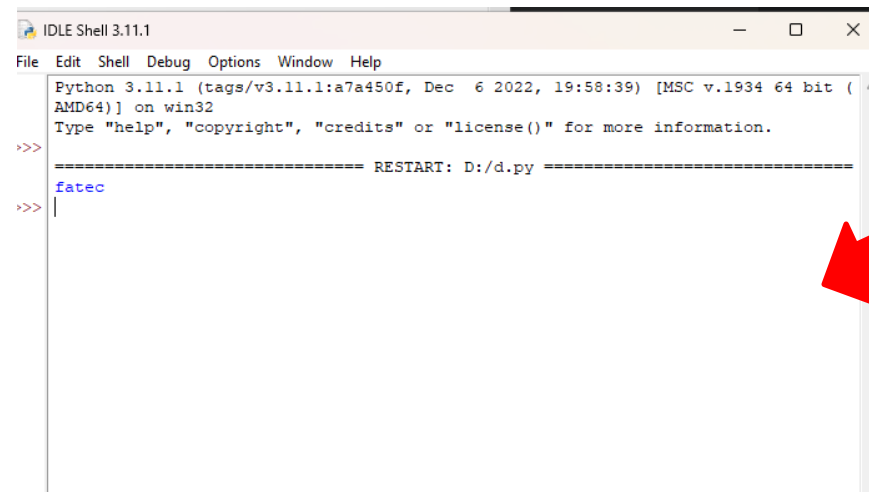 IDLE Shell 3.11.1
File Edit Shell Debug Options Window Help
Python 3.11.1 (tags/v3.11.1:a7a450f, Dec  6 2022, 19:58:39) [MSC v.1934 64 bit (
AMD64)] on win32
Type "help", "copyright", "credits" or "license()" for more information.
>>>
=============================== RESTART: D:/d.py ===============================
fatec
>>>